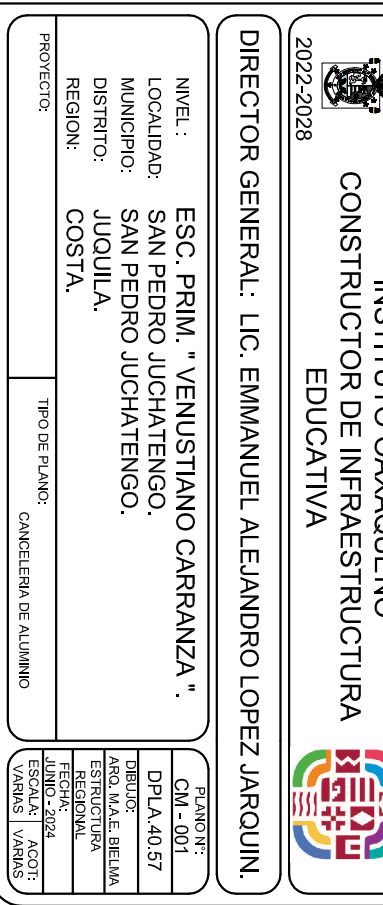 INSTITUTO OAXAQUEÑO
CONSTRUCTOR DE INFRAESTRUCTURA
EDUCATIVA
2022-2028
DIRECTOR GENERAL: LIC. EMMANUEL ALEJANDRO LOPEZ JARQUIN.
NIVEL : ESC. PRIM. " VENUSTIANO CARRANZA ".
LOCALIDAD: SAN PEDRO JUCHATENGO.
MUNICIPIO: SAN PEDRO JUCHATENGO.
DISTRITO: JUQUILA.
REGION: COSTA.
PROYECTO:
TIPO DE PLANO:
CANCELERIA DE ALUMINIO
PLANO N°:
CM - 001
DPLA.40.57
DIBUJO:
ARQ. M.A.E. BIELMA
ESTRUCTURA
REGIONAL
FECHA:
JUNIO - 2024
ESCALA: ACOT:
VARIAS VARIAS